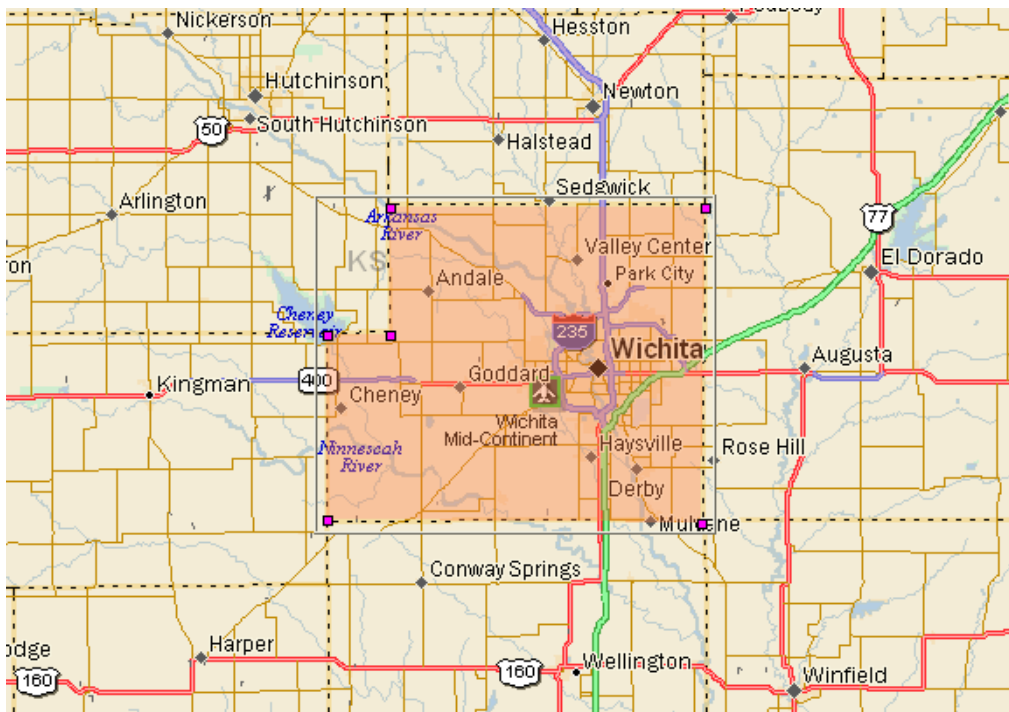 Nickerson
Hesston
Peabody
Hutchinson
Newton
50
South Hutchinson
Halstead
Arlington
Sedgwick
Arkansas
River
77
Valley Center
KS
Andale
Park City
El Dorado
Cheney
Reservoir
235
Wichita
Augusta
Kingman
400
Goddard
Cheney
Wichita
Mid-Continent
Ninnescah
River
Haysville
Rose Hill
Derby
Mulvane
Conway Springs
Harper
odge
160
160
Wellington
Winfield